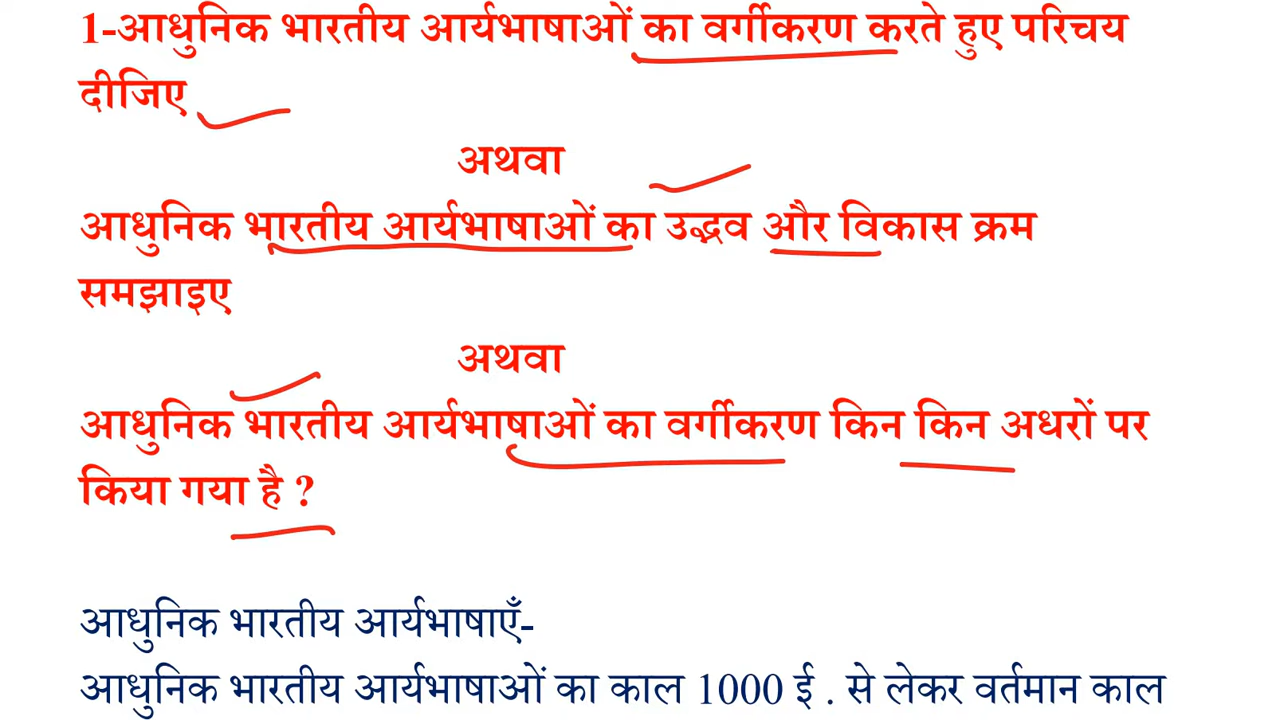 1-आधुनिक भारतीय आर्यभाषाओं का वर्गीकरण करते हुए परिचय
दीजिए
अथवा
आधुनिक भारतीय आर्यभाषाओं का उद्भव और विकास क्रम
समझाइए
अथवा
आधुनिक भारतीय आर्यभाषाओं का वर्गीकरण किन किन अधरों पर
किया गया है ?
आधुनिक भारतीय आर्यभाषाएँ-
आधुनिक भारतीय आर्यभाषाओं का काल 1000 ई . से लेकर वर्तमान काल